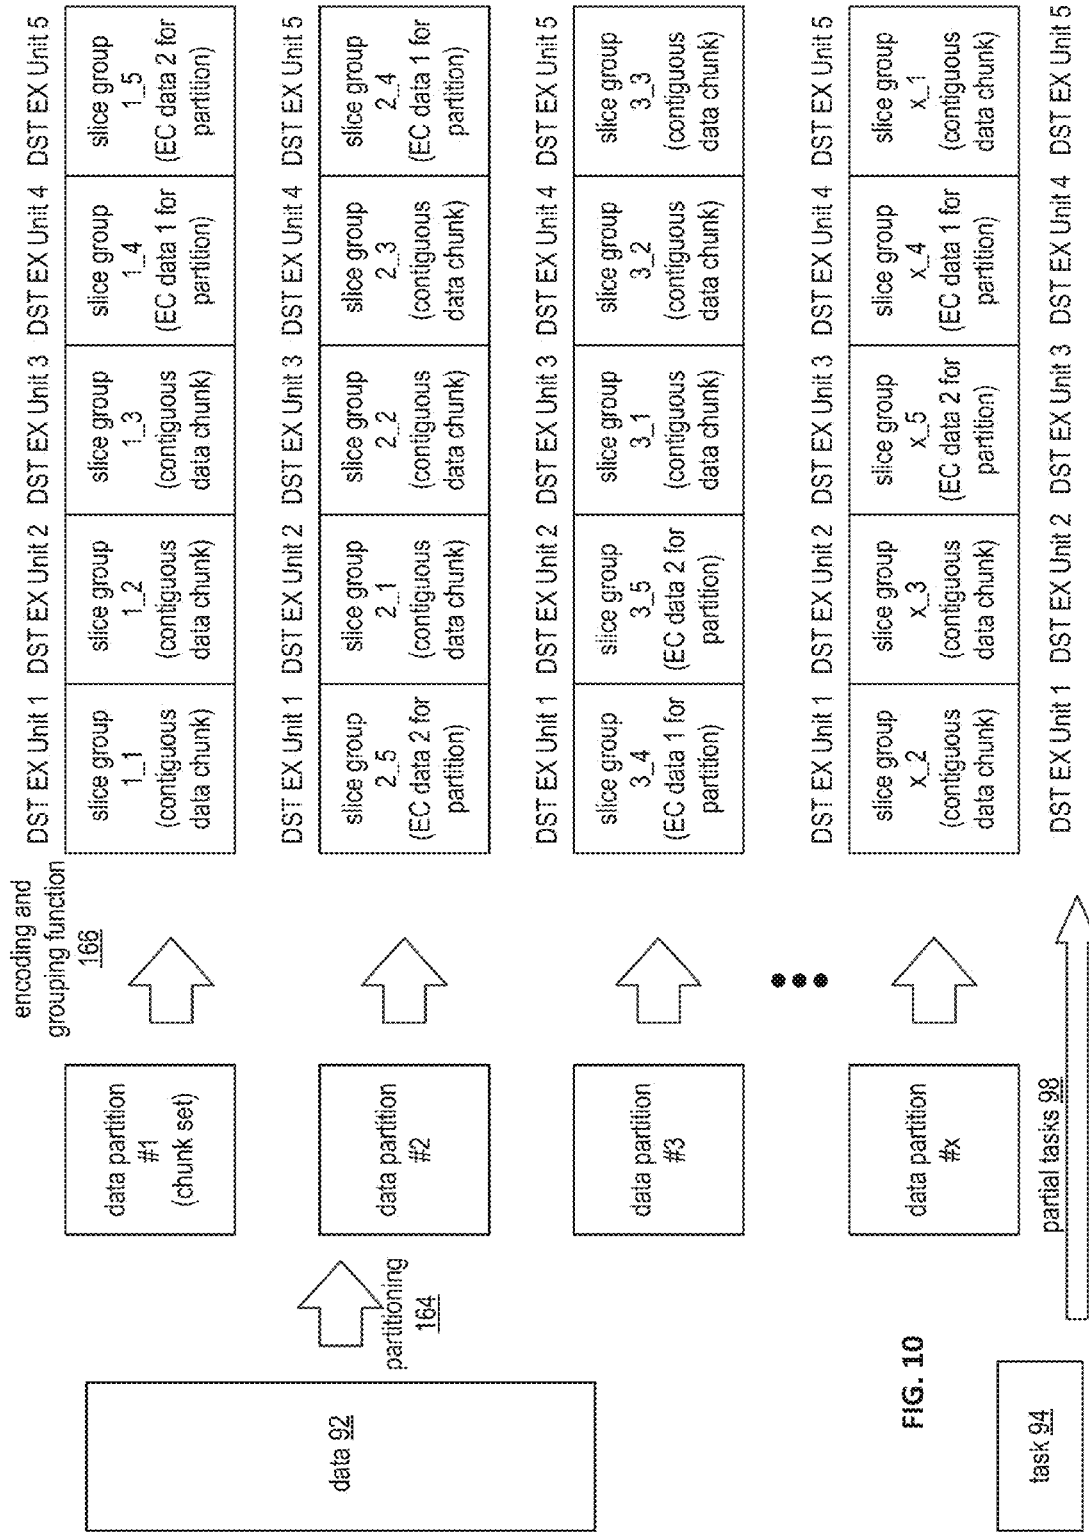 data 92
partitioning
164
data partition
#1
(chunk set)
data partition
#2
data partition
#3
data partition
#x
encoding and
grouping function
166
DST EX Unit 1
DST EX Unit 2
DST EX Unit 3
DST EX Unit 4
DST EX Unit 5
slice group
1_1
(contiguous
data chunk)
slice group
1_2
(contiguous
data chunk)
slice group
1_3
(contiguous
data chunk)
slice group
1_4
(EC data 1 for
partition)
slice group
1_5
(EC data 2 for
partition)
DST EX Unit 1
DST EX Unit 2
DST EX Unit 3
DST EX Unit 4
DST EX Unit 5
slice group
2_5
(EC data 2 for
partition)
slice group
2_1
(contiguous
data chunk)
slice group
2_2
(contiguous
data chunk)
slice group
2_3
(contiguous
data chunk)
slice group
2_4
(EC data 1 for
partition)
DST EX Unit 1
DST EX Unit 2
DST EX Unit 3
DST EX Unit 4
DST EX Unit 5
slice group
3_4
(EC data 1 for
partition)
slice group
3_5
(EC data 2 for
partition)
slice group
3_1
(contiguous
data chunk)
slice group
3_2
(contiguous
data chunk)
slice group
3_3
(contiguous
data chunk)
DST EX Unit 1
DST EX Unit 2
DST EX Unit 3
DST EX Unit 4
DST EX Unit 5
slice group
x_2
(contiguous
data chunk)
slice group
x_3
(contiguous
data chunk)
slice group
x_5
(EC data 2 for
partition)
slice group
x_4
(EC data 1 for
partition)
slice group
x_1
(contiguous
data chunk)
FIG. 10
task 94
partial tasks 98
DST EX Unit 1
DST EX Unit 2
DST EX Unit 3
DST EX Unit 4
DST EX Unit 5